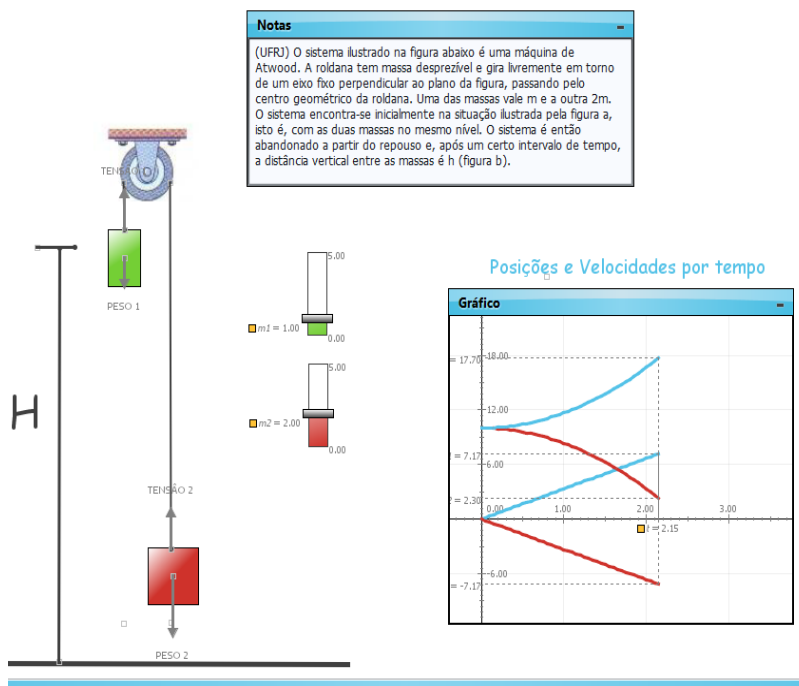 Notas
(UFRJ) O sistema ilustrado na figura abaixo é uma máquina de
Atwood. A roldana tem massa desprezível e gira livremente em torno
de um eixo fixo perpendicular ao plano da figura, passando pelo
centro geométrico da roldana. Uma das massas vale m e a outra 2m.
O sistema encontra-se inicialmente na situação ilustrada pela figura a,
isto é, com as duas massas no mesmo nível. O sistema é então
abandonado a partir do repouso e, após um certo intervalo de tempo,
a distância vertical entre as massas é h (figura b).
PESO 1
H
TENSÃO 2
PESO 2
5.00
m1 = 1.00
0.00
5.00
m2 = 2.00
0.00
Posições e Velocidades por tempo
Gráfico
= 17.70
18.00
12.00
= 7.17
6.00
= 2.30
0.00 1.00 2.00 3.00
t = 2.15
-6.00
= -7.17